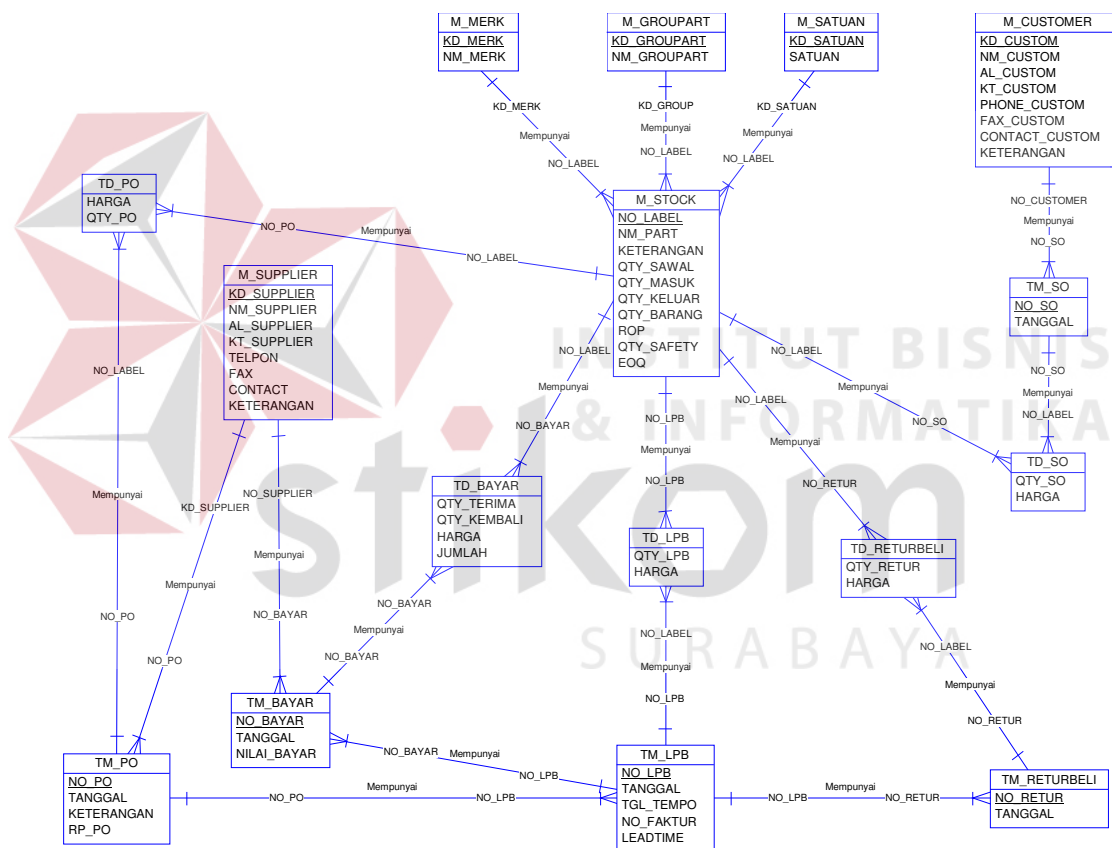 M_MERK
KD_MERK
NM_MERK
M_GROUPART
KD_GROUPART
NM_GROUPART
M_SATUAN
KD_SATUAN
SATUAN
M_CUSTOMER
KD_CUSTOM
NM_CUSTOM
AL_CUSTOM
KT_CUSTOM
PHONE_CUSTOM
FAX_CUSTOM
CONTACT_CUSTOM
KETERANGAN
KD_MERK
Mempunyai
NO_LABEL
KD_GROUP
Mempunyai
NO_LABEL
KD_SATUAN
Mempunyai
NO_LABEL
TD_PO
HARGA
QTY_PO
NO_PO
Mempunyai
NO_LABEL
M_STOCK
NO_LABEL
NM_PART
KETERANGAN
QTY_SAWAL
QTY_MASUK
QTY_KELUAR
QTY_BARANG
ROP
QTY_SAFETY
EOQ
NO_CUSTOMER
Mempunyai
NO_SO
TM_SO
NO_SO
TANGGAL
M_SUPPLIER
KD_SUPPLIER
NM_SUPPLIER
AL_SUPPLIER
KT_SUPPLIER
TELPON
FAX
CONTACT
KETERANGAN
INSTITUT BISNIS
& INFORMATIKA
stikom
SURABAYA
NO_LABEL
Mempunyai
NO_PO
NO_LABEL
Mempunyai
NO_BAYAR
NO_LPB
Mempunyai
NO_LPB
NO_LABEL
Mempunyai
NO_RETUR
NO_LABEL
Mempunyai
NO_SO
NO_SO
Mempunyai
NO_LABEL
TD_SO
QTY_SO
HARGA
KD_SUPPLIER
Mempunyai
NO_PO
NO_SUPPLIER
Mempunyai
NO_BAYAR
TD_BAYAR
QTY_TERIMA
QTY_KEMBALI
HARGA
JUMLAH
TD_LPB
QTY_LPB
HARGA
TD_RETURBELI
QTY_RETUR
HARGA
NO_BAYAR
Mempunyai
NO_BAYAR
NO_LABEL
Mempunyai
NO_LPB
NO_LABEL
Mempunyai
NO_RETUR
TM_BAYAR
NO_BAYAR
TANGGAL
NILAI_BAYAR
NO_BAYAR
Mempunyai
NO_LPB
TM_PO
NO_PO
TANGGAL
KETERANGAN
RP_PO
NO_PO
Mempunyai
NO_LPB
TM_LPB
NO_LPB
TANGGAL
TGL_TEMPO
NO_FAKTUR
LEADTIME
NO_LPB
Mempunyai
NO_RETUR
TM_RETURBELI
NO_RETUR
TANGGAL